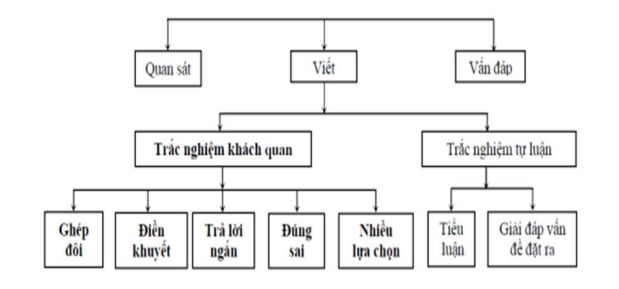 Quan sát
Viết
Vấn đáp
Trắc nghiệm khách quan
Trắc nghiệm tự luận
Ghép
đôi
Điền
khuyết
Trả lời
ngắn
Đúng
sai
Nhiều
lựa chọn
Tiểu
luận
Giải đáp vấn
đề đặt ra